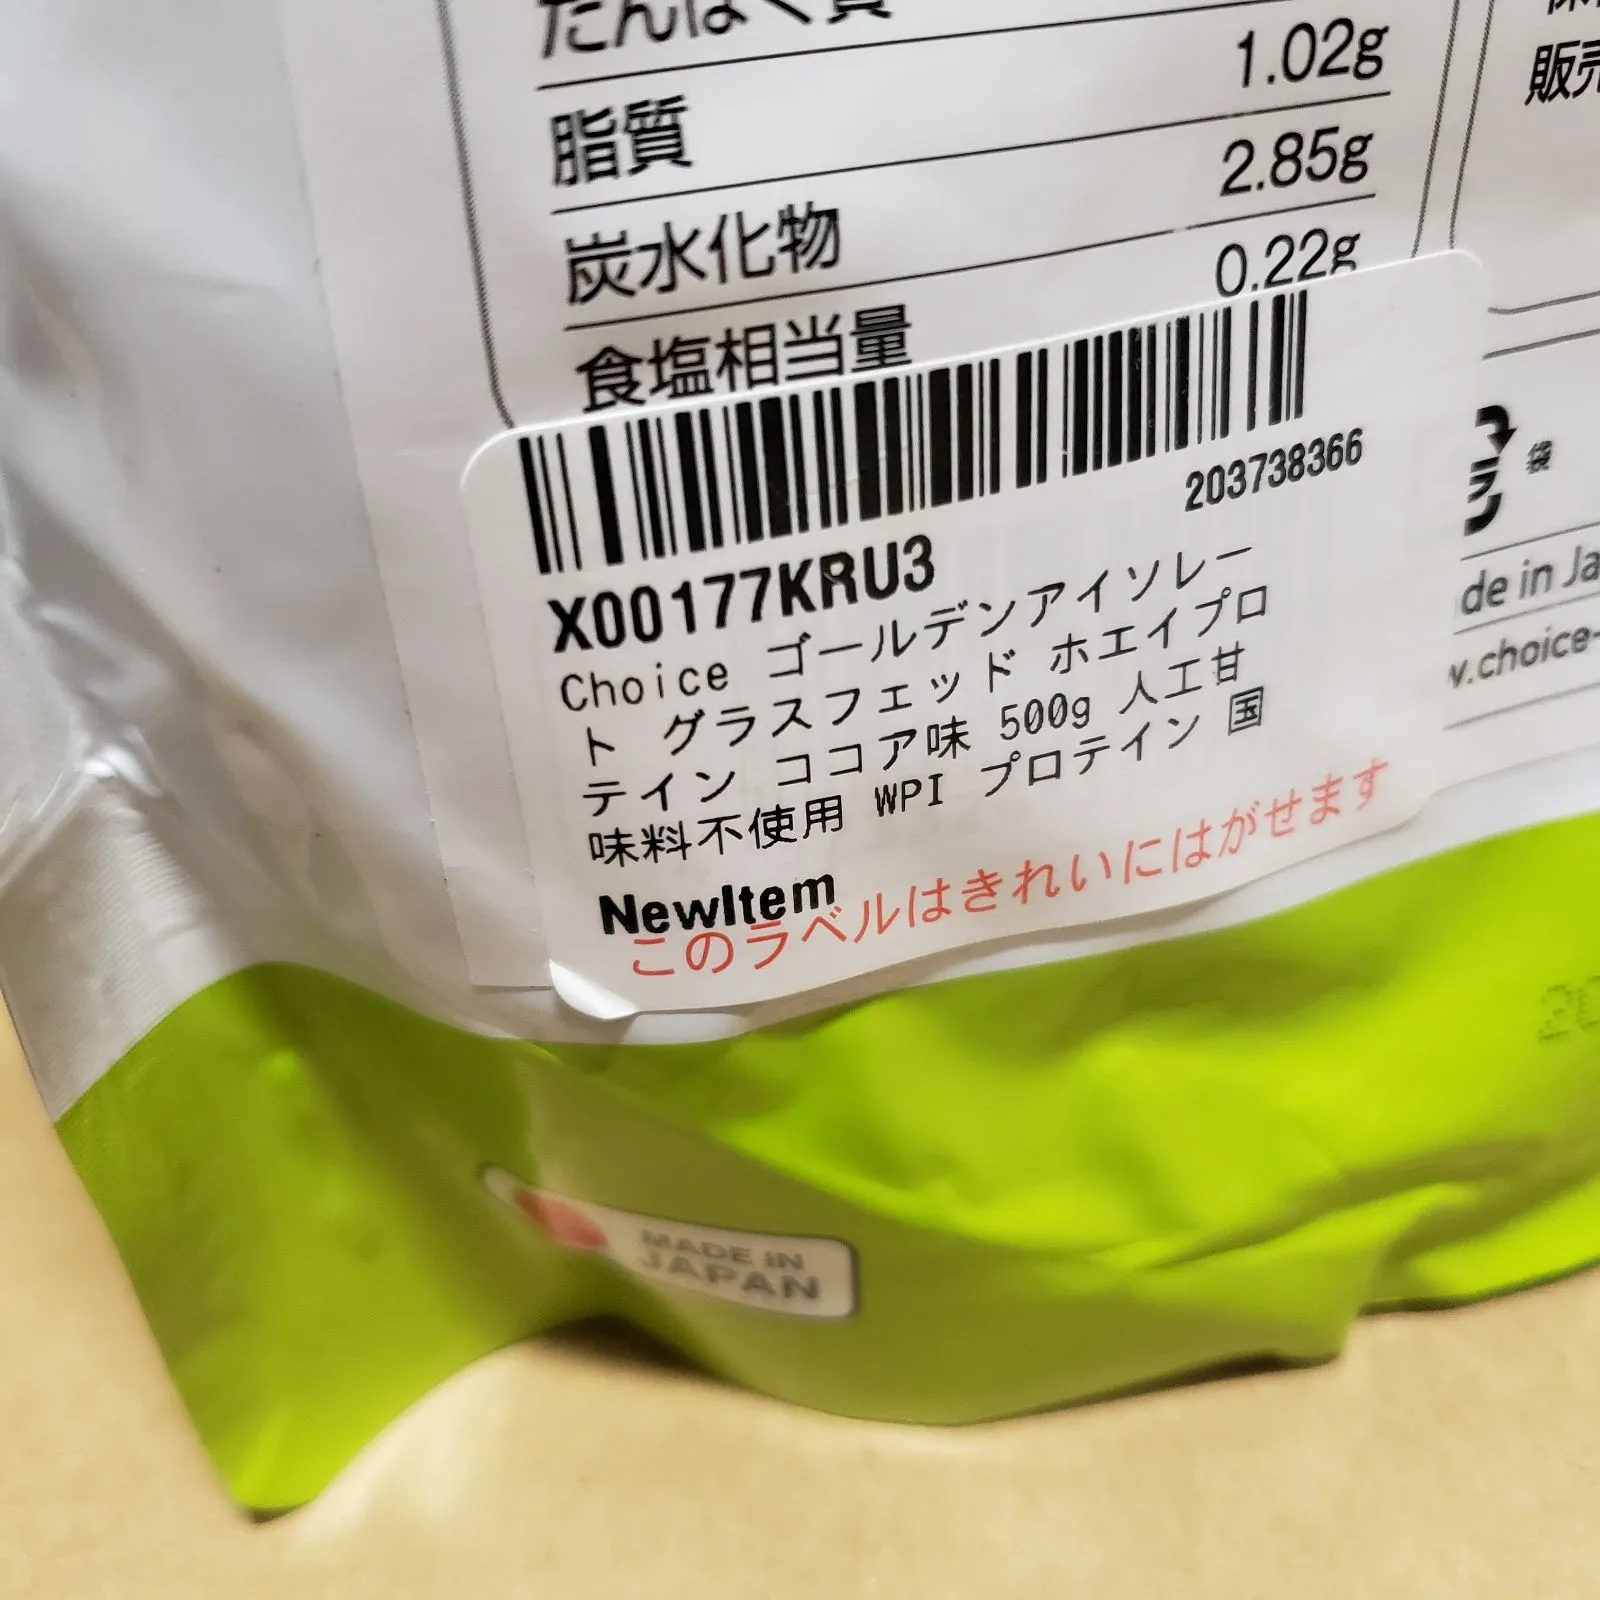 たんぱく質
脂質 1.02g
炭水化物 2.85g
食塩相当量 0.22g
販売
203738366
X00177KRU3
Choice ゴールデンアイソレー
ト グラスフェッド ホエイプロ
テイン ココア味 500g 人工甘
味料不使用 WPI プロテイン 国
NewItem
このラベルはきれいにはがせます
袋
de in Ja
w.choice-
MADE IN
JAPAN